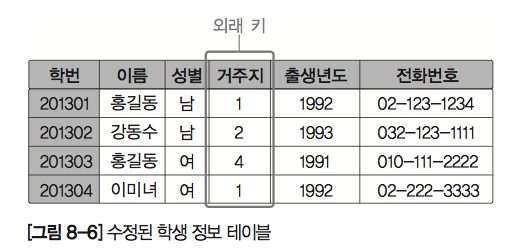 외래 키
학번 이름 성별 거주지 출생년도 전화번호
201301 홍길동 남 1 1992 02-123-1234
201302 강동수 남 2 1993 032-123-1111
201303 홍길동 여 4 1991 010-111-2222
201304 이미녀 여 1 1992 02-222-3333
[그림 8-6] 수정된 학생 정보 테이블